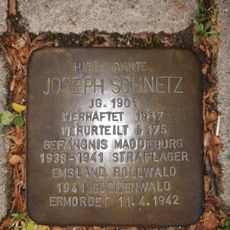 HIER WOHNTE
JOSEPH SCHNETZ
JG. 1901
VERHAFTET 1937
VERURTEILT § 175
GEFÄNGNIS MAGDEBURG
1938-1941 STRAFLAGER
EMSLAND, ROLLWALD
1941 BUCHENWALD
ERMORDET 11.4.1942